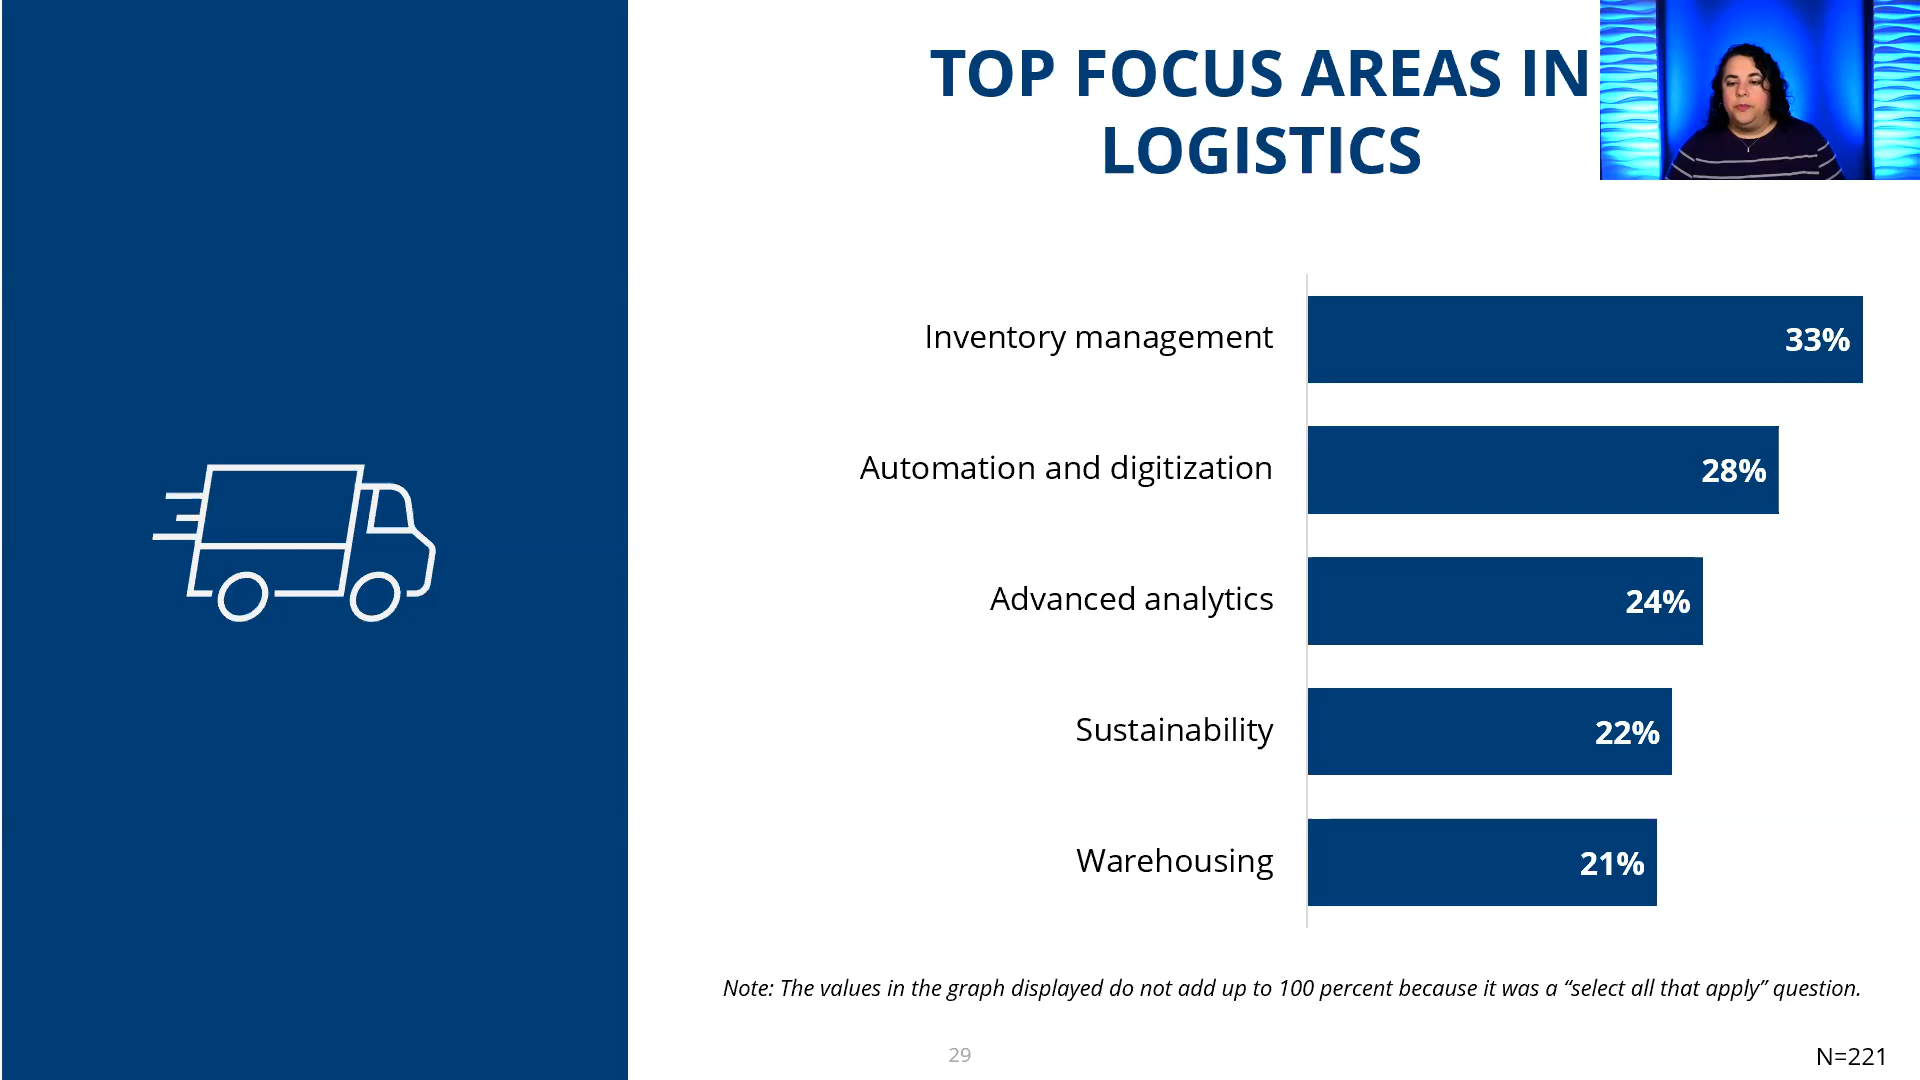 TOP FOCUS AREAS IN
LOGISTICS
Inventory management 33%
Automation and digitization 28%
Advanced analytics 24%
Sustainability 22%
Warehousing 21%
Note: The values in the graph displayed do not add up to 100 percent because it was a “select all that apply” question.
29
N=221